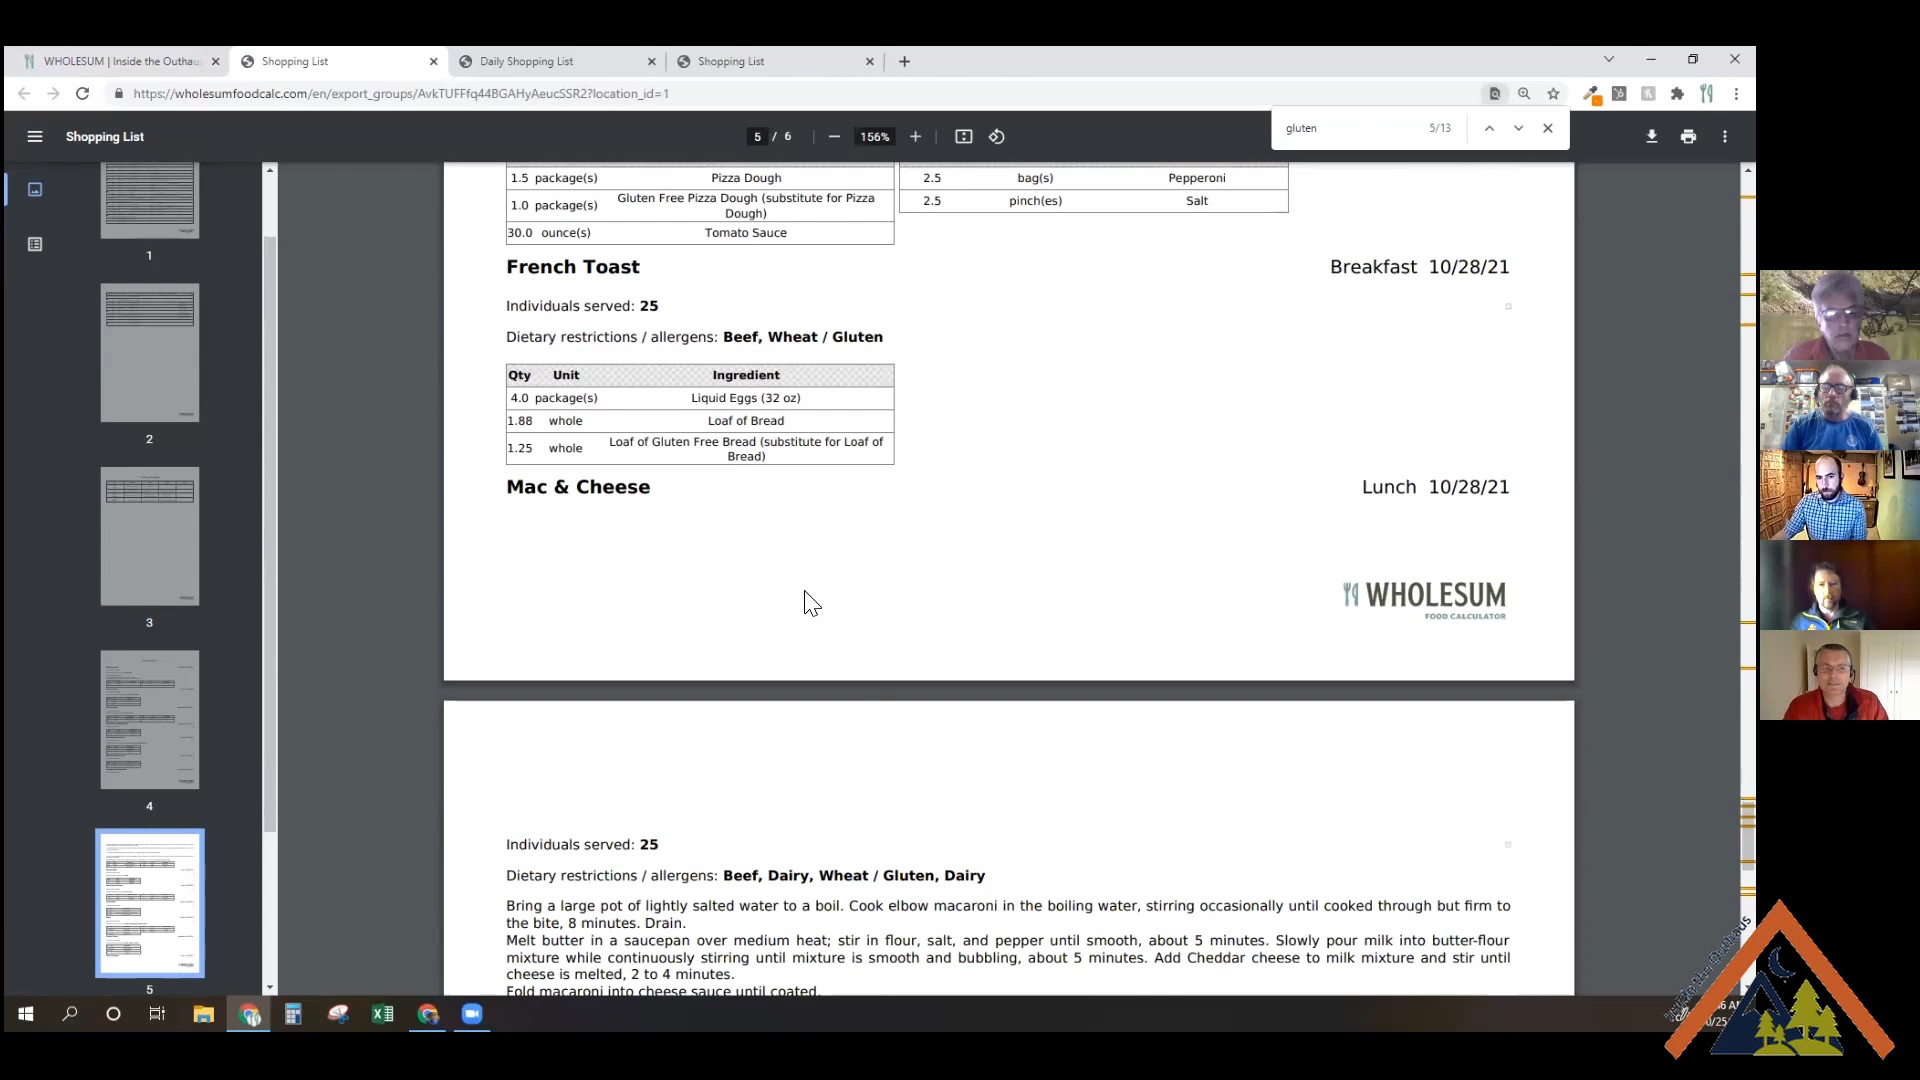 WHOLESUM | Inside the Outhau
Shopping List
Daily Shopping List
Shopping List
https://wholesumfoodcalc.com/en/export_groups/AvkTUFFfq44BGAHyAeucSSR2?location_id=1
Shopping List
5 / 6
156%
gluten
5/13
1
2
3
4
5
1.5 package(s) Pizza Dough
1.0 package(s) Gluten Free Pizza Dough (substitute for Pizza
Dough)
30.0 ounce(s) Tomato Sauce
2.5 bag(s) Pepperoni
2.5 pinch(es) Salt
French Toast
Breakfast 10/28/21
Individuals served: 25
Dietary restrictions / allergens: Beef, Wheat / Gluten
Qty Unit Ingredient
4.0 package(s) Liquid Eggs (32 oz)
1.88 whole Loaf of Bread
1.25 whole Loaf of Gluten Free Bread (substitute for Loaf of
Bread)
Mac & Cheese
Lunch 10/28/21
WHOLESUM
FOOD CALCULATOR
Individuals served: 25
Dietary restrictions / allergens: Beef, Dairy, Wheat / Gluten, Dairy
Bring a large pot of lightly salted water to a boil. Cook elbow macaroni in the boiling water, stirring occasionally until cooked through but firm to
the bite, 8 minutes. Drain.
Melt butter in a saucepan over medium heat; stir in flour, salt, and pepper until smooth, about 5 minutes. Slowly pour milk into butter-flour
mixture while continuously stirring until mixture is smooth and bubbling, about 5 minutes. Add Cheddar cheese to milk mixture and stir until
cheese is melted, 2 to 4 minutes.
Fold macaroni into cheese sauce until coated.